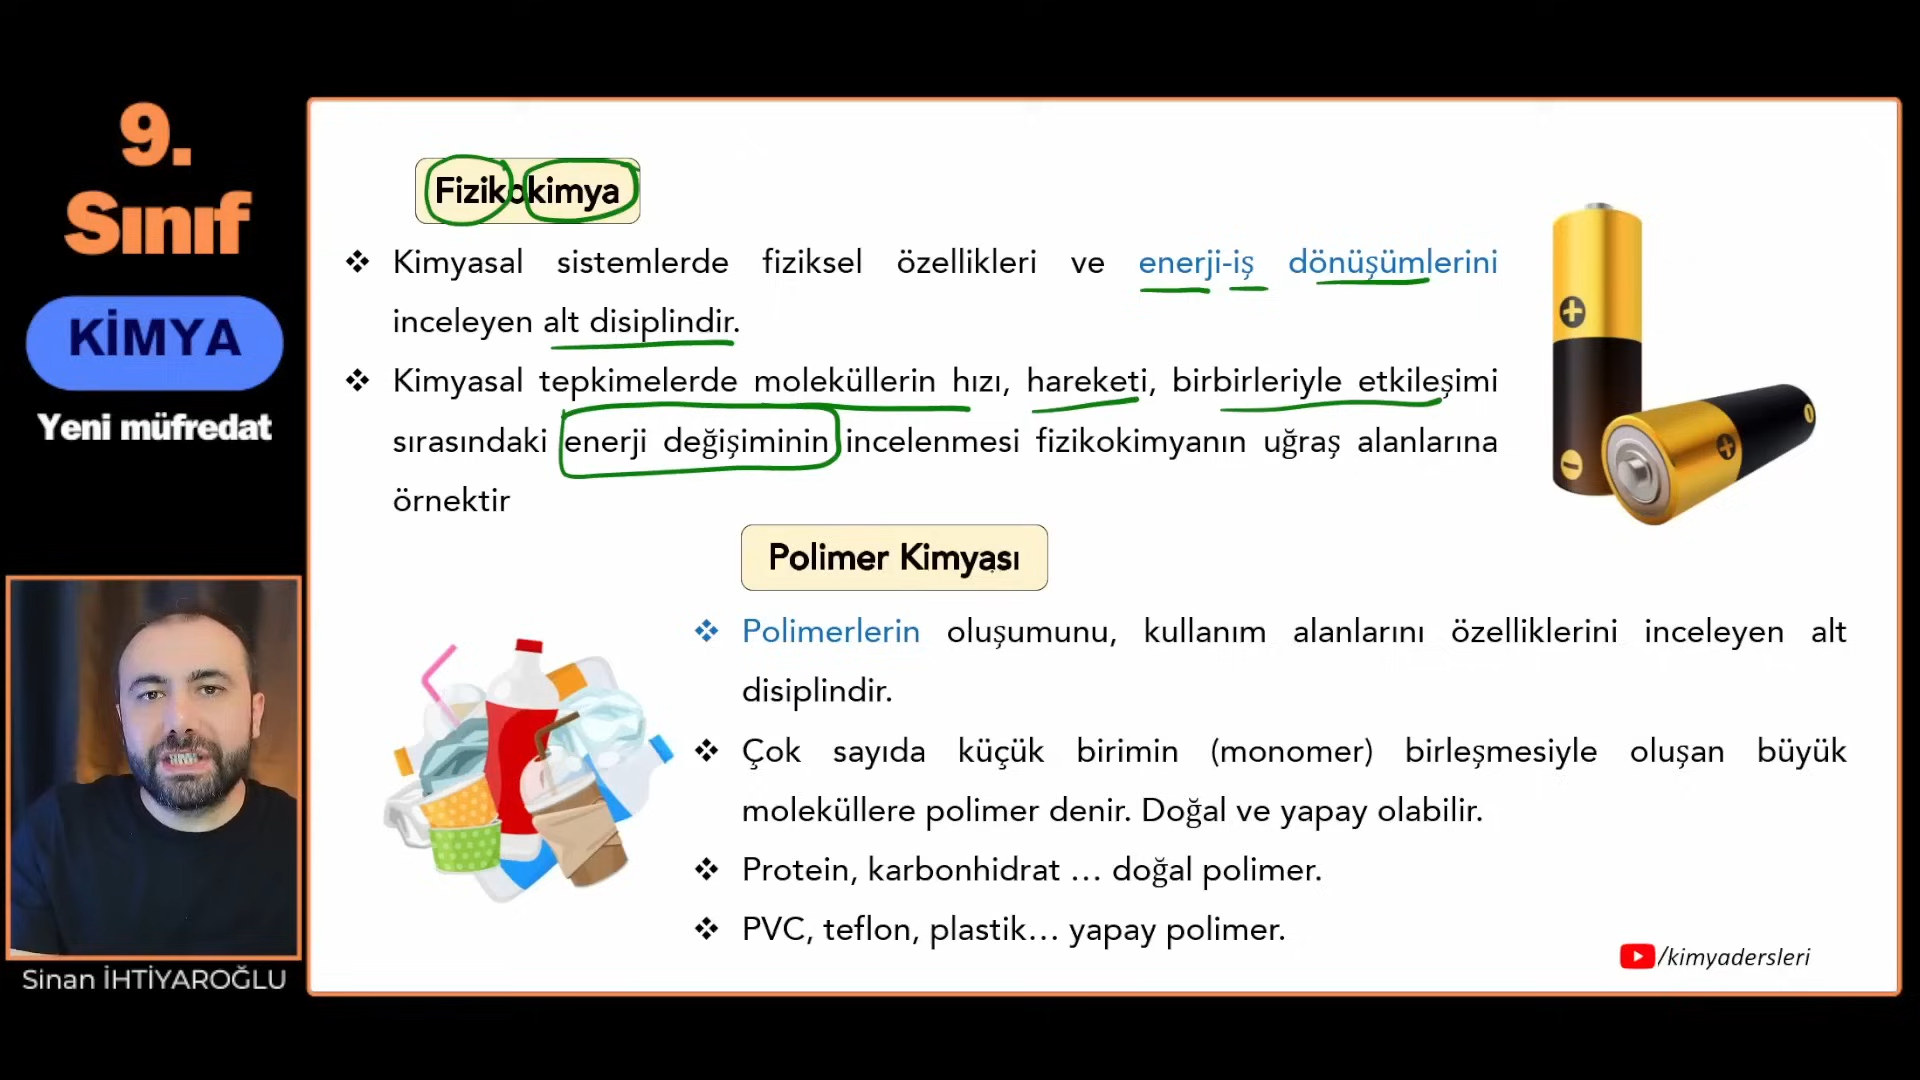 9.
Sınıf
KİMYA
Yeni müfredat
Sinan İHTİYAROĞLU
Fizikokimya
❖ Kimyasal sistemlerde fiziksel özellikleri ve enerji-iş dönüşümlerini
inceleyen alt disiplindir.
❖ Kimyasal tepkimelerde moleküllerin hızı, hareketi, birbirleriyle etkileşimi
sırasındaki enerji değişiminin incelenmesi fizikokimyanın uğraş alanlarına
örnektir
Polimer Kimyası
❖ Polimerlerin oluşumunu, kullanım alanlarını özelliklerini inceleyen alt
disiplindir.
❖ Çok sayıda küçük birimin (monomer) birleşmesiyle oluşan büyük
moleküllere polimer denir. Doğal ve yapay olabilir.
❖ Protein, karbonhidrat ... doğal polimer.
❖ PVC, teflon, plastik... yapay polimer.
/kimyadersleri